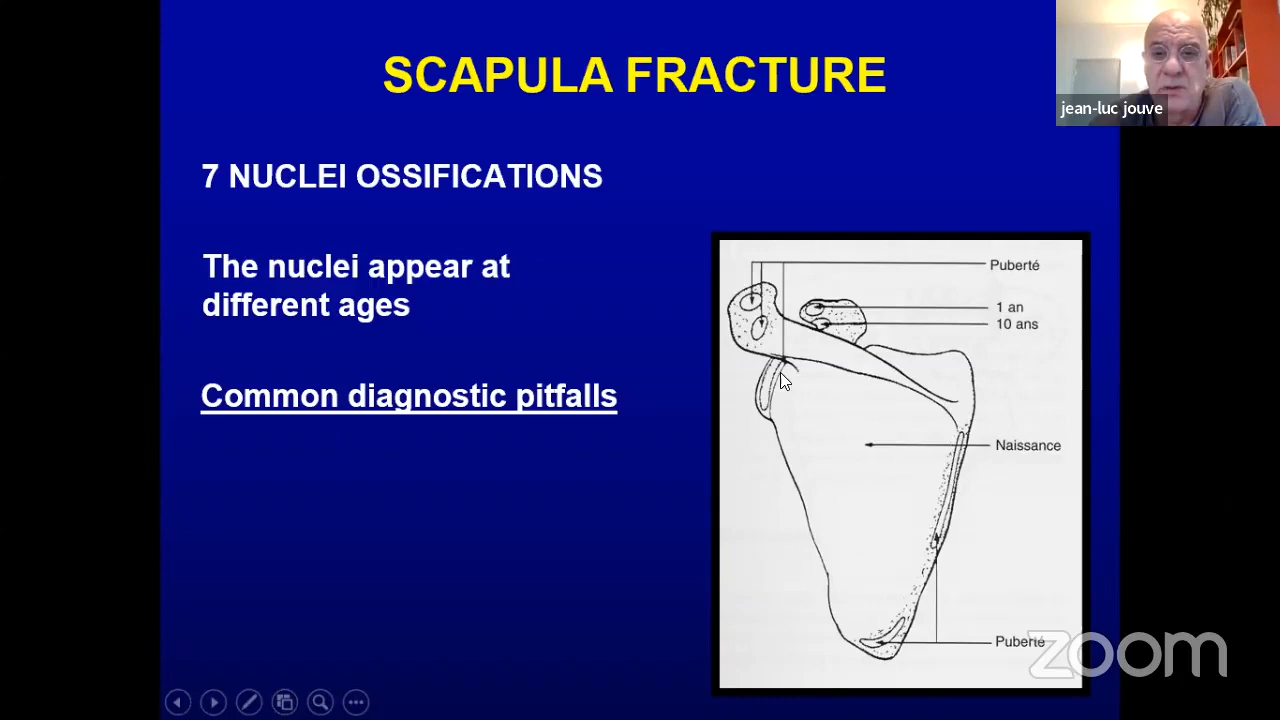 SCAPULA FRACTURE
jean-luc jouve
7 NUCLEI OSSIFICATIONS
The nuclei appear at
different ages
Common diagnostic pitfalls
Puberté
1 an
10 ans
Naissance
Puberté
zoom